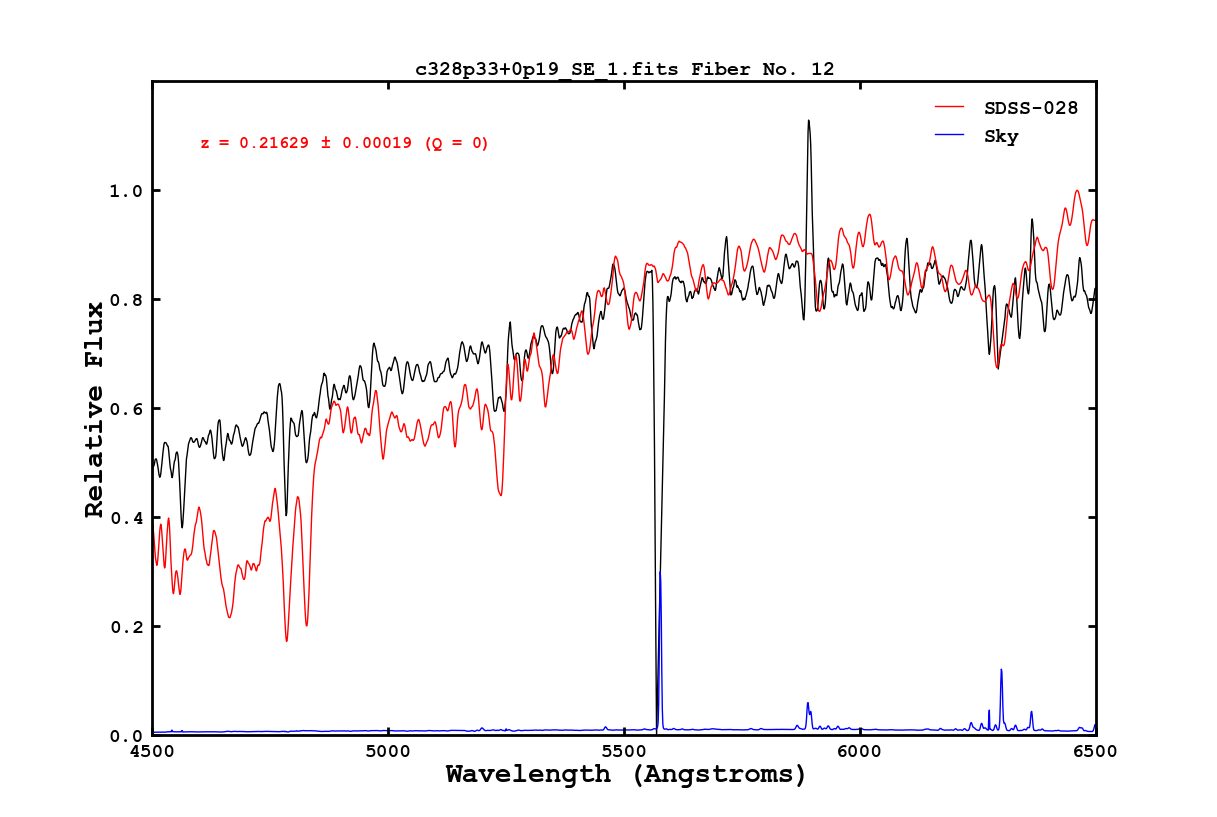 c328p33+0p19_SE_1.fits Fiber No. 12
SDSS-028
Sky
z = 0.21629 ± 0.00019 (Q = 0)
Relative Flux
1.0
0.8
0.6
0.4
0.2
0.0
4500 5000 5500 6000 6500
Wavelength (Angstroms)